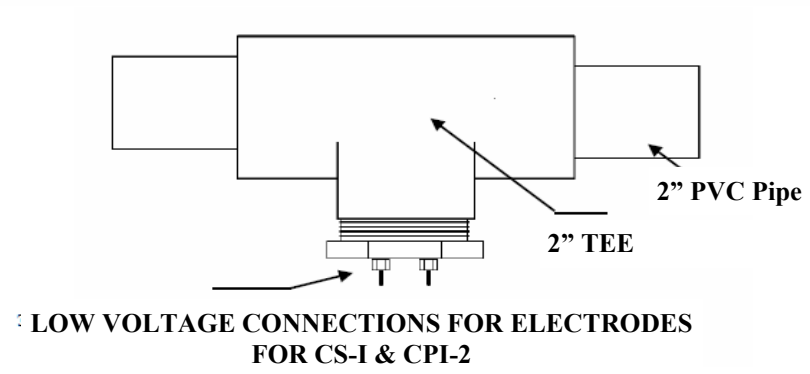 2” PVC Pipe
2” TEE
LOW VOLTAGE CONNECTIONS FOR ELECTRODES
FOR CS-I & CPI-2